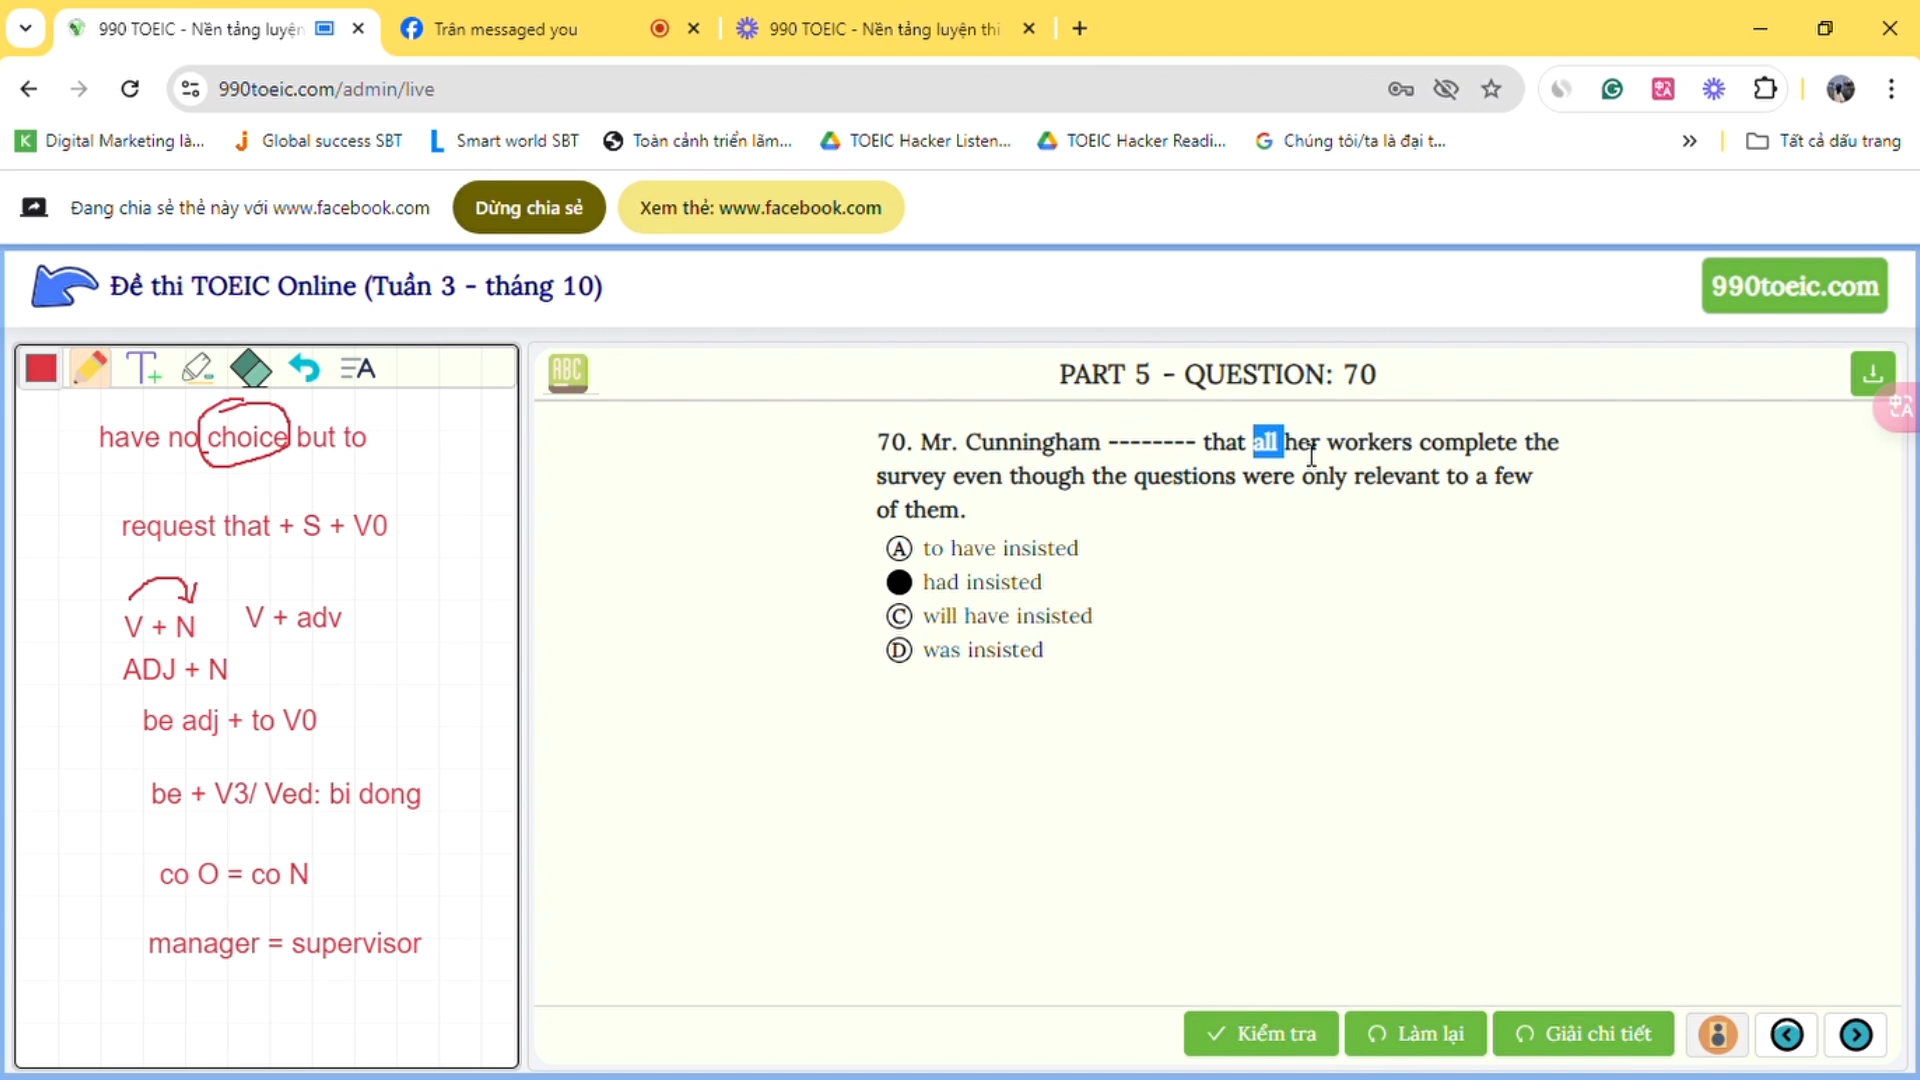 990 TOEIC - Nền tảng luyện
Trân messaged you
990 TOEIC - Nền tảng luyện thi
990toeic.com/admin/live
Digital Marketing là...
Global success SBT
Smart world SBT
Toàn cảnh triển lãm...
TOEIC Hacker Listen...
TOEIC Hacker Readi...
Chúng tôi/ta là đại t...
Tất cả dấu trang
Đang chia sẻ thẻ này với www.facebook.com
Dừng chia sẻ
Xem thẻ: www.facebook.com
Đề thi TOEIC Online (Tuần 3 - tháng 10)
990toeic.com
have no choice but to
request that + S + V0
V + N
V + adv
ADJ + N
be adj + to V0
be + V3/ Ved: bi dong
co O = co N
manager = supervisor
ABC
PART 5 - QUESTION: 70
70. Mr. Cunningham -------- that all her workers complete the
survey even though the questions were only relevant to a few
of them.
A to have insisted
had insisted
C will have insisted
D was insisted
Kiểm tra
Làm lại
Giải chi tiết